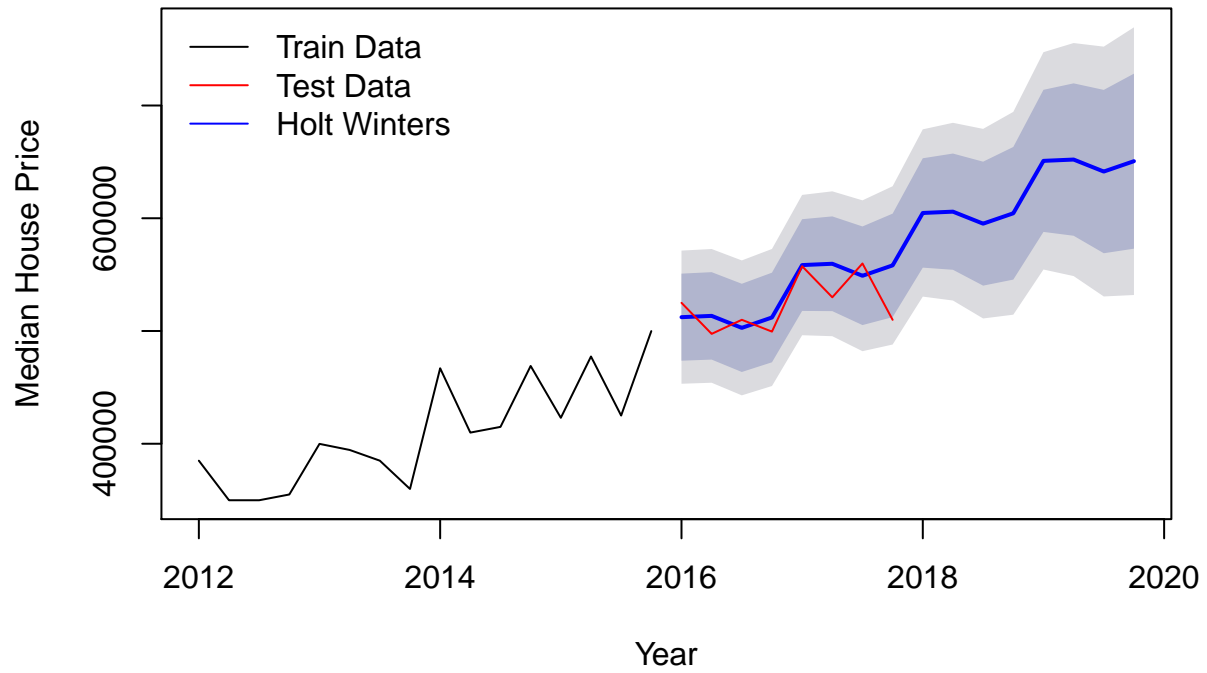 Train Data
Test Data
Holt Winters
Median House Price
600000
400000
2012 2014 2016 2018 2020
Year